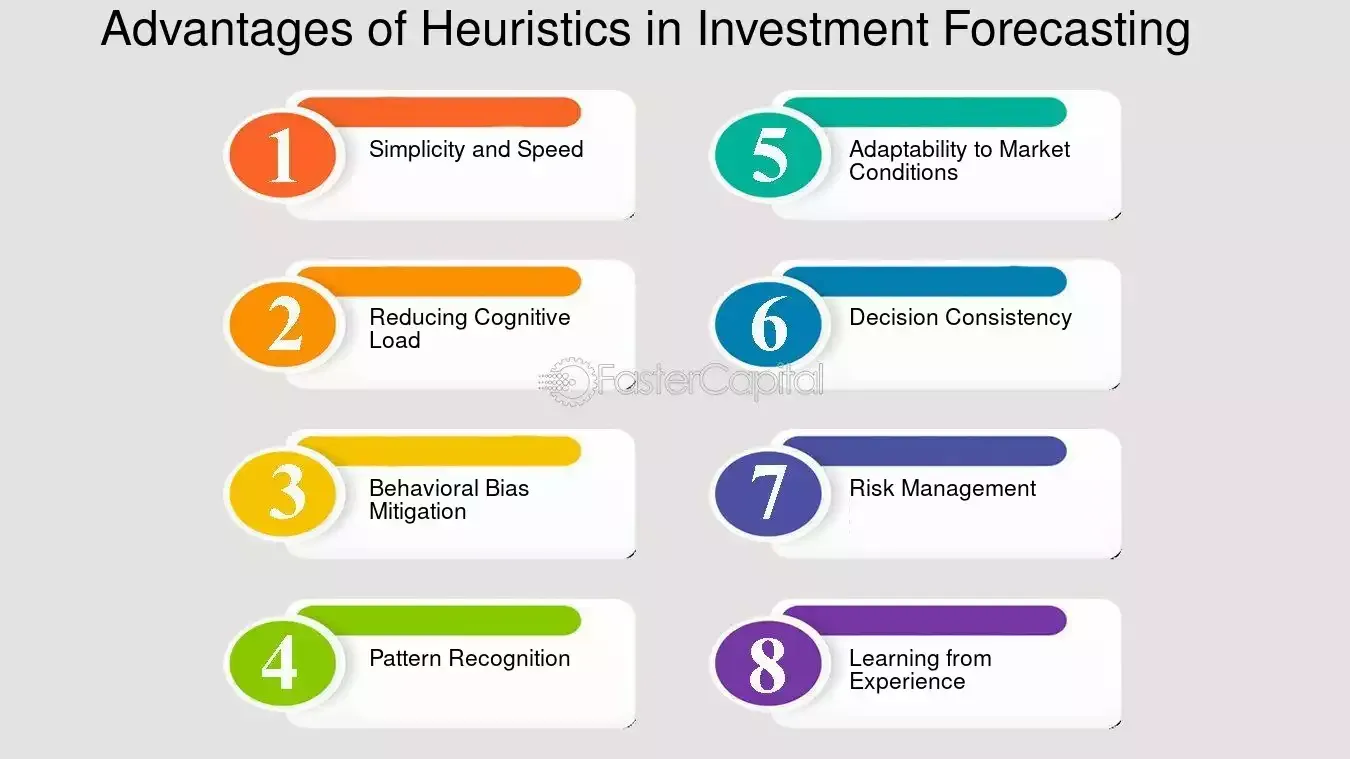 Advantages of Heuristics in Investment Forecasting
1
Simplicity and Speed
2
Reducing Cognitive
Load
3
Behavioral Bias
Mitigation
4
Pattern Recognition
5
Adaptability to Market
Conditions
6
Decision Consistency
7
Risk Management
8
Learning from
Experience
FasterCapital